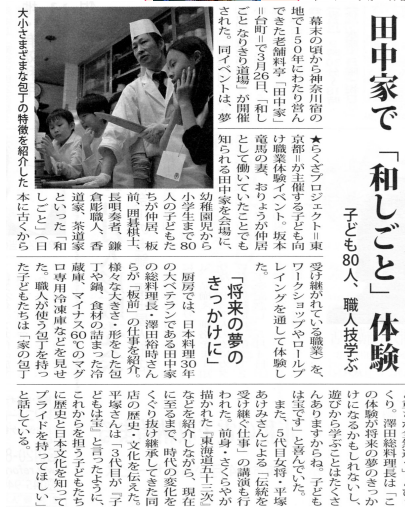 田中家で「和しごと」体験
子ども80人、職人技学ぶ
幕末の頃から神奈川宿の
地で150年にわたり営ん
できた老舗料亭「田中家」
=台町=で3月26日、「和し
ごと なりきり道場」が開催
された。同イベントは、夢
★らくざプロジェクト=東
京都=が主催する子ども向
け職業体験イベント。坂本
竜馬の妻、おりょうが仲居
として働いていたことでも
知られる田中家を会場に、
幼稚園児から
小学生まで80
人の子どもた
ちが仲居、板
前、囲碁棋士、
長唄奏者、鎌
倉彫職人、香
道家、茶道家
といった「和
しごと」（日
本に古くから
大小さまざまな包丁の特徴を紹介した
受け継がれている職業）を、
ワークショップやロールプ
レイングを通して体験し
た。
「将来の夢の
きっかけに」
厨房では、日本料理30年
の大ベテランである田中家
の総料理長・澤田裕時さん
らが「板前」の仕事を紹介。
様々な大きさ・形をした包
丁や鍋、食材の詰まった冷
蔵庫、マイナス60℃のマグ
ロ専用冷凍庫などを見せ
た。職人が使う包丁を持っ
た子どもたちは「家の包丁
くり。澤田総料理長は「こ
の体験が将来の夢のきっか
けになるかもしれないし、
遊びから学ぶことはたくさ
んありますからね。子ども
は宝です」と喜んでいた。
また、5代目女将・平塚
あけみさんによる「伝統を
受け継ぐ仕事」の講演も行
われた。前身・さくらやが
描かれた『東海道五十三次』
などを紹介しながら、現在
に至るまで、時代の変化を
くぐり抜け継承してきた同
店の歴史・文化を伝えた。
平塚さんは「3代目が『子
どもは宝』と言ったように、
これからを担う子どもたち
に歴史と日本文化を知って
プライドを持ってほしい」
と話している。